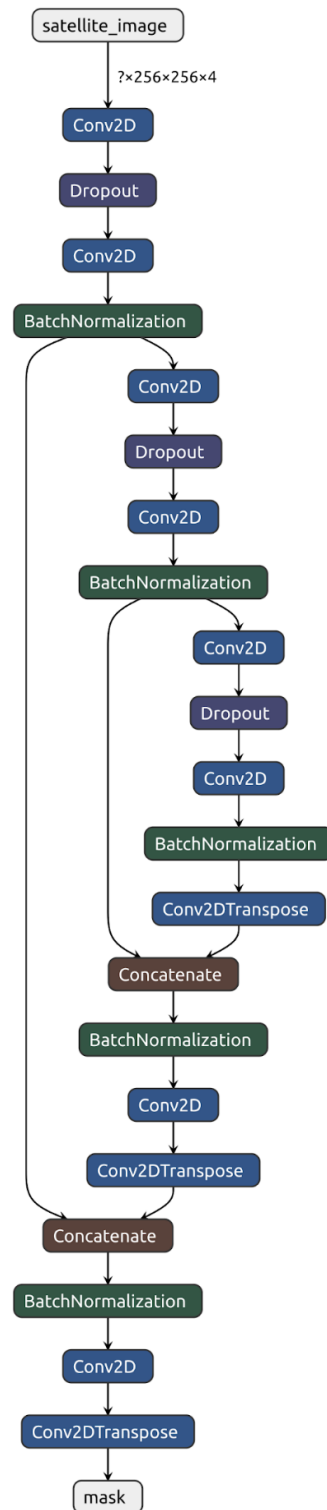 satellite_image
?×256×256×4
Conv2D
Dropout
Conv2D
BatchNormalization
Conv2D
Dropout
Conv2D
BatchNormalization
Conv2D
Dropout
Conv2D
BatchNormalization
Conv2DTranspose
Concatenate
BatchNormalization
Conv2D
Conv2DTranspose
Concatenate
BatchNormalization
Conv2D
Conv2DTranspose
mask